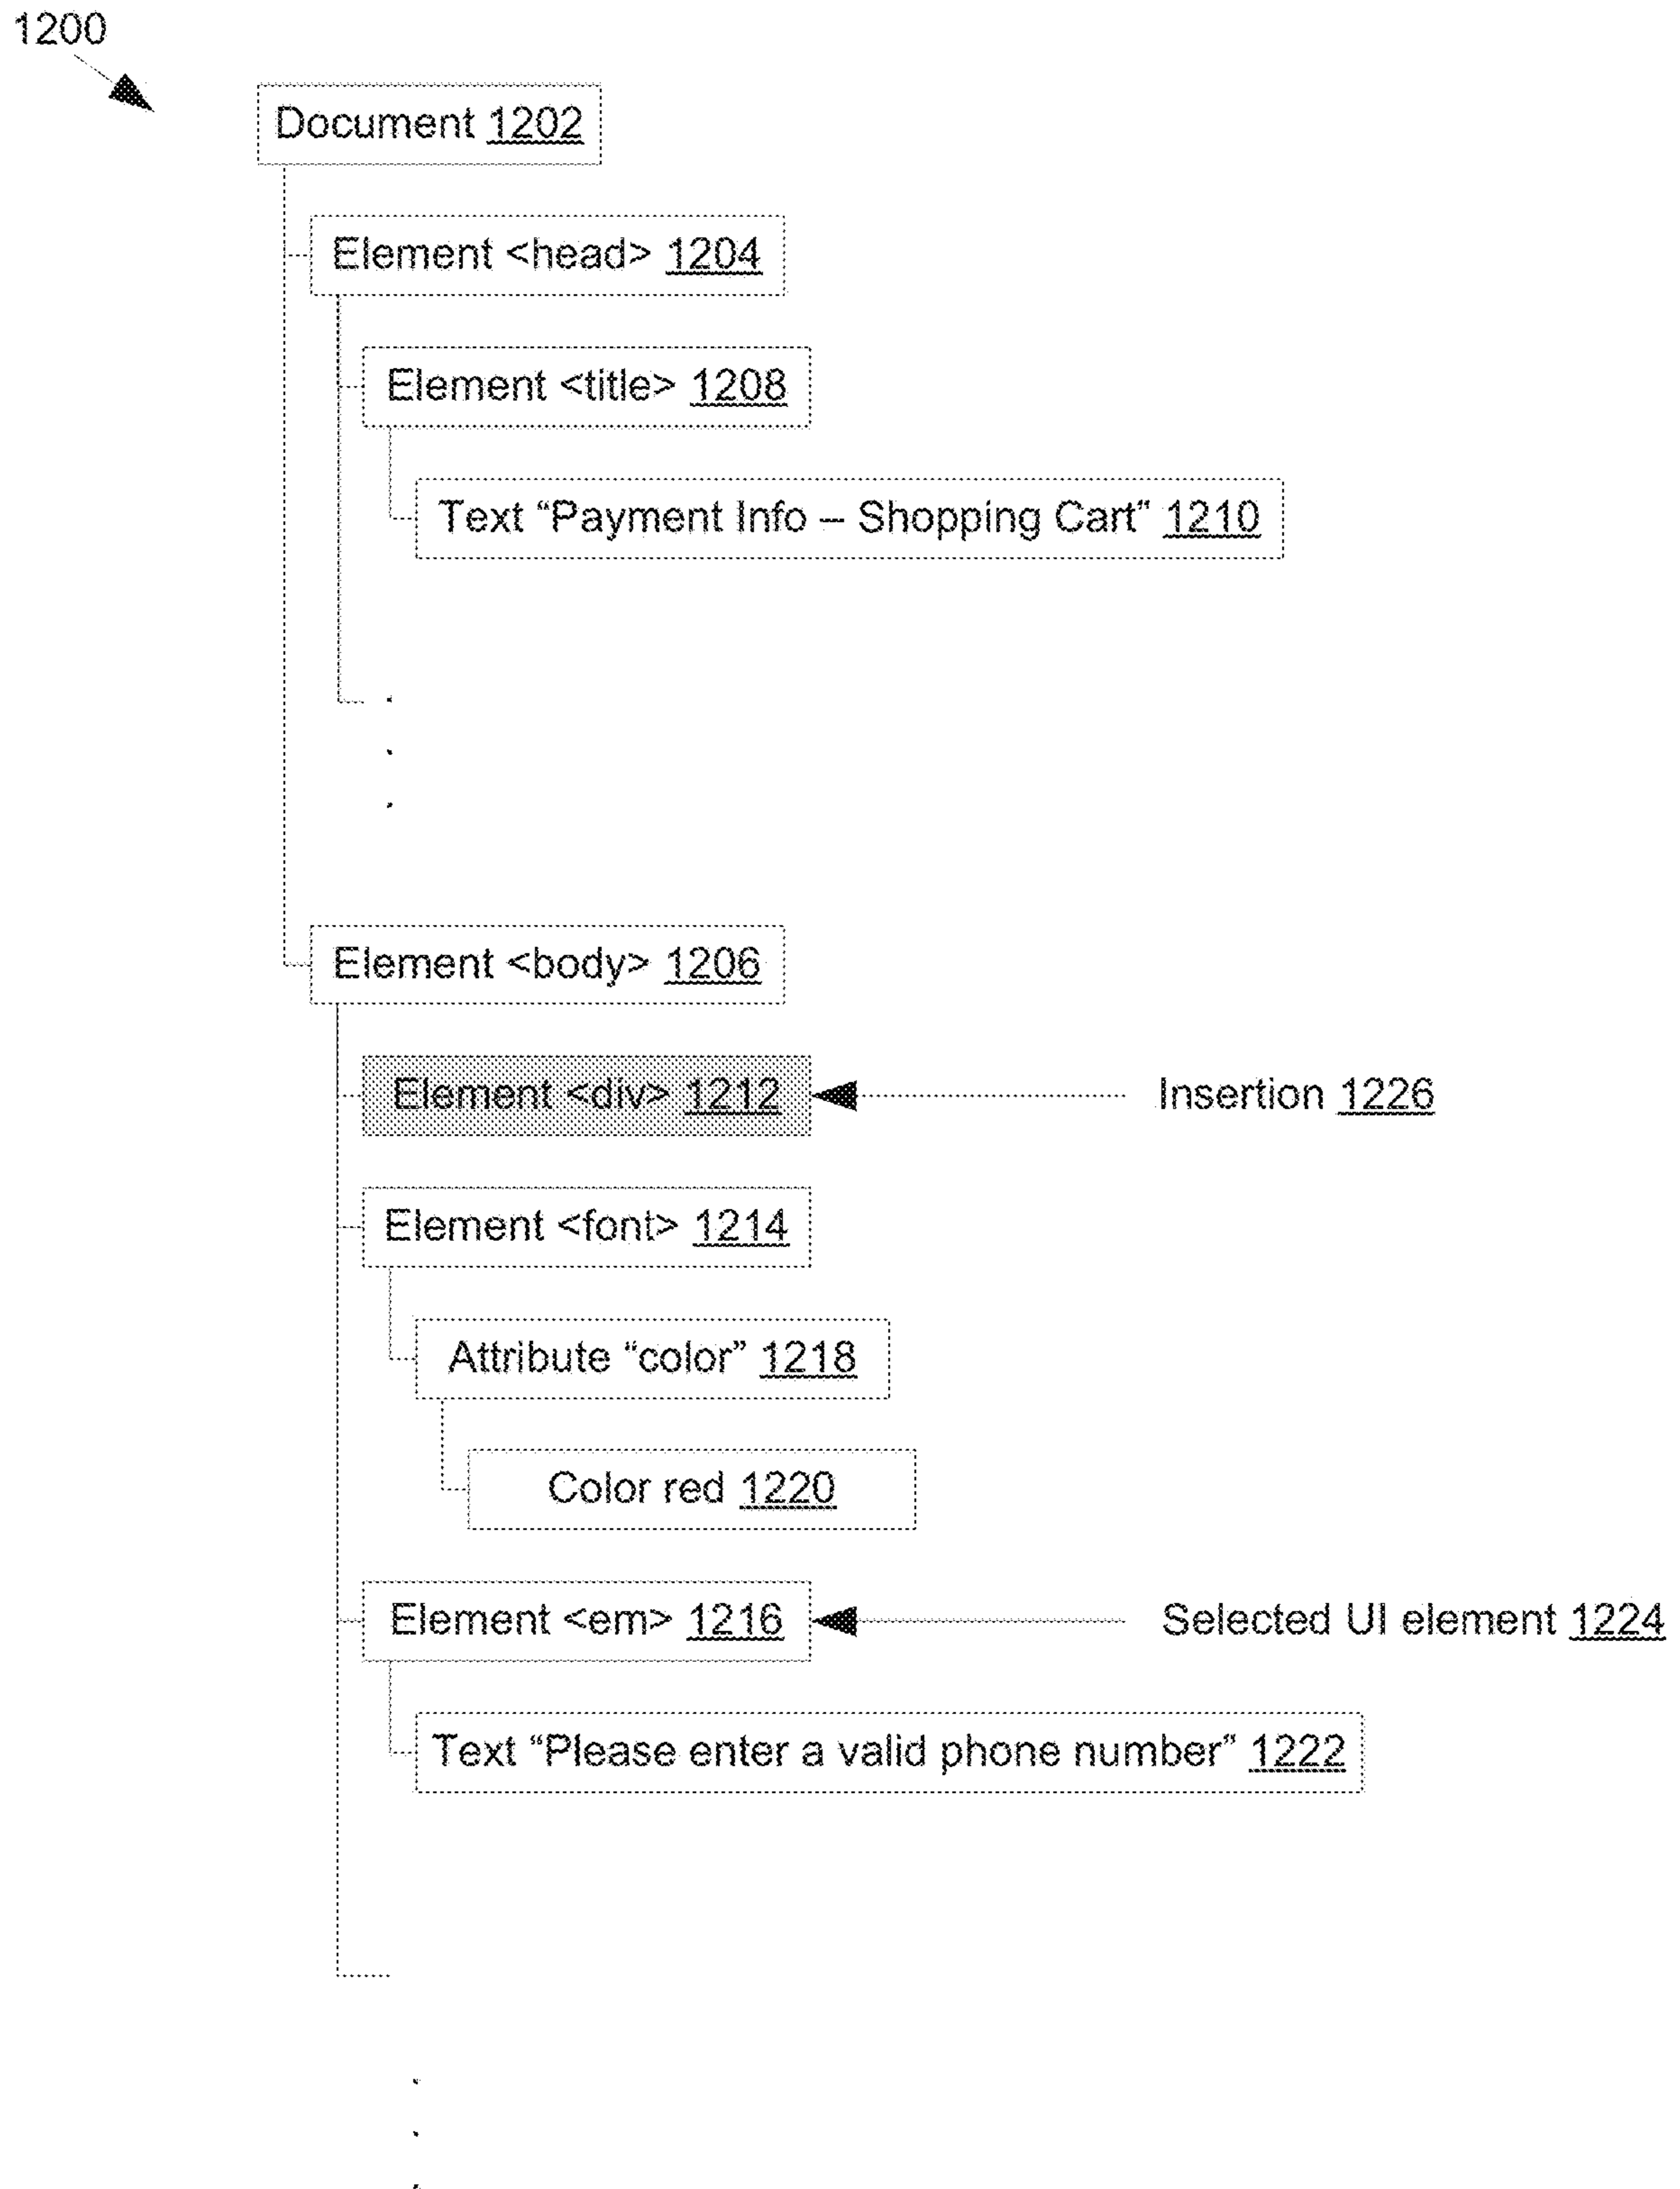 1200
Document 1202
Element <head> 1204
Element <title> 1208
Text “Payment Info – Shopping Cart” 1210
Element <body> 1206
Element <div> 1212
Insertion 1226
Element <font> 1214
Attribute “color” 1218
Color red 1220
Element <em> 1216
Selected UI element 1224
Text “Please enter a valid phone number” 1222